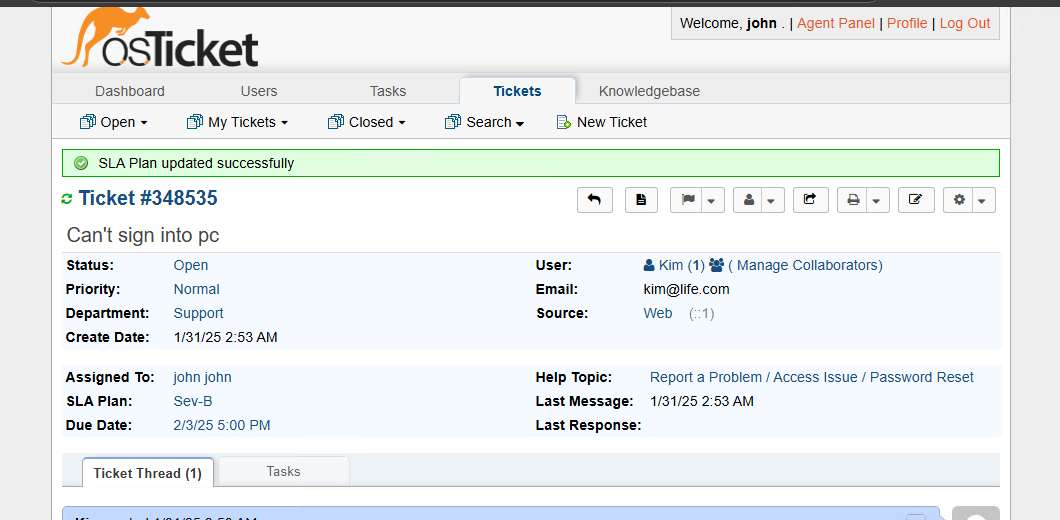 osTicket
Welcome, john . | Agent Panel | Profile | Log Out
Dashboard Users Tasks Tickets Knowledgebase
Open My Tickets Closed Search New Ticket
SLA Plan updated successfully
Ticket #348535
Can't sign into pc
Status: Open
Priority: Normal
Department: Support
Create Date: 1/31/25 2:53 AM
User: Kim (1) ( Manage Collaborators)
Email: kim@life.com
Source: Web (::1)
Assigned To: john john
SLA Plan: Sev-B
Due Date: 2/3/25 5:00 PM
Help Topic: Report a Problem / Access Issue / Password Reset
Last Message: 1/31/25 2:53 AM
Last Response:
Ticket Thread (1) Tasks